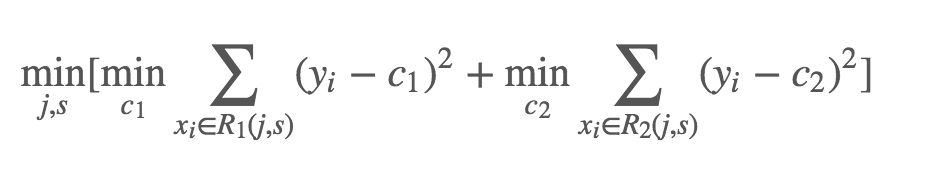 min[min ∑ (yᵢ − c₁)² + min ∑ (yᵢ − c₂)²]
j,s c₁ xᵢ∈R₁(j,s) c₂ xᵢ∈R₂(j,s)